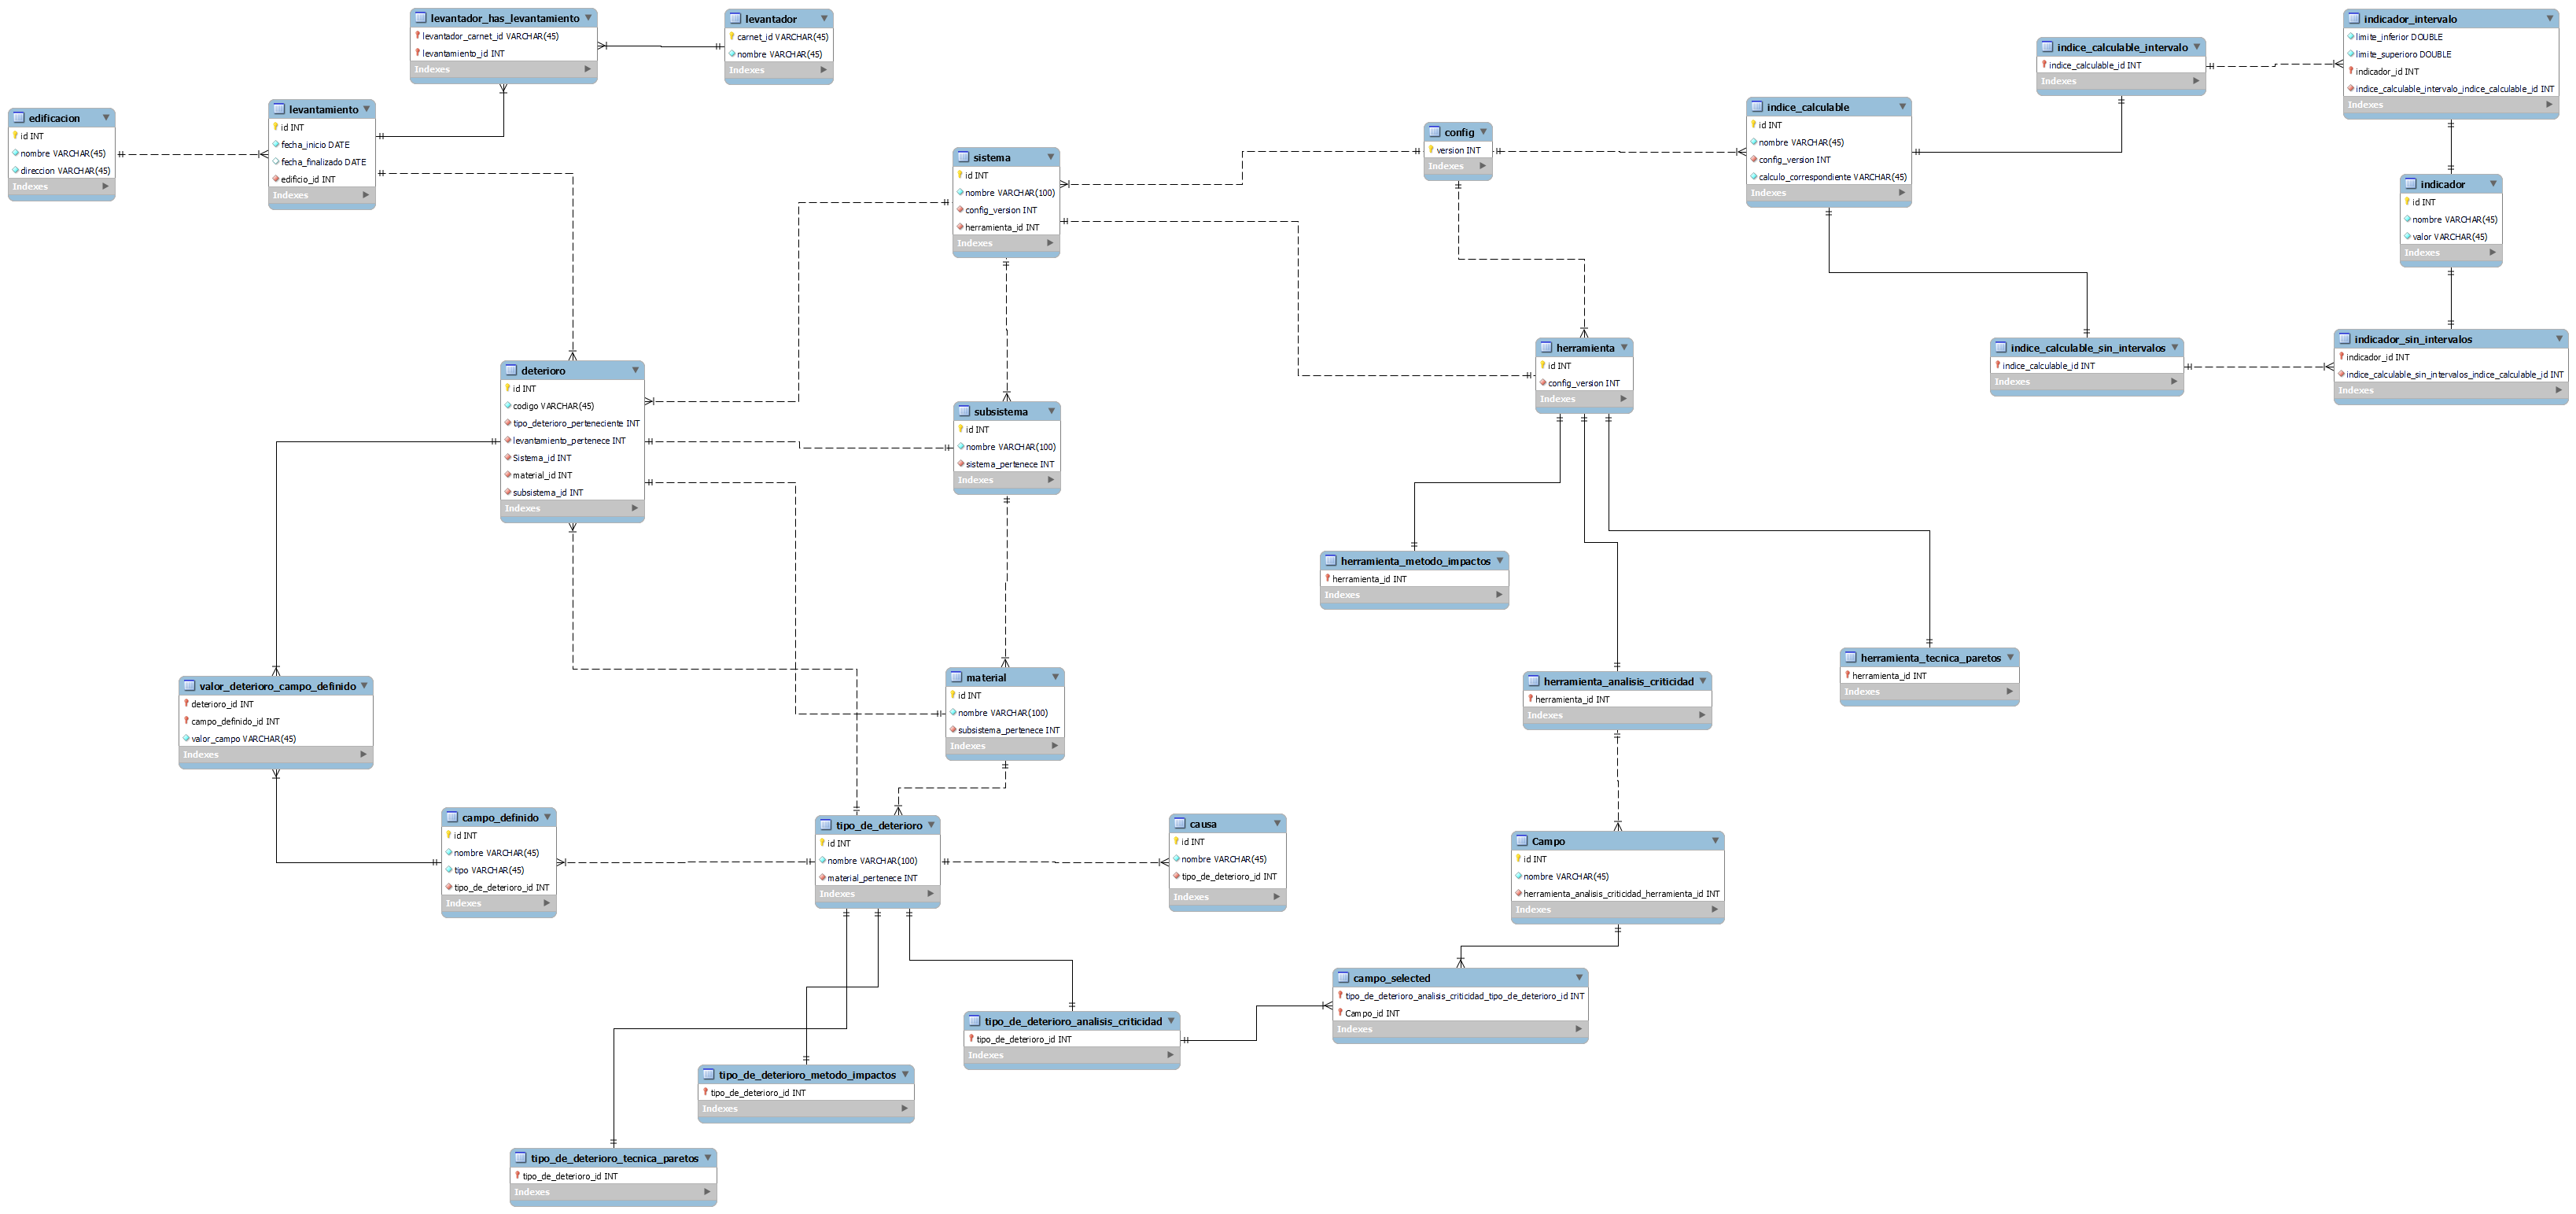 levantador_has_levantamiento
levantador_carnet_id VARCHAR(45)
levantamiento_id INT
Indexes
levantador
carnet_id VARCHAR(45)
nombre VARCHAR(45)
Indexes
edificacion
id INT
nombre VARCHAR(45)
direccion VARCHAR(45)
Indexes
levantamiento
id INT
fecha_inicio DATE
fecha_finalizado DATE
edificio_id INT
Indexes
sistema
id INT
nombre VARCHAR(100)
config_version INT
herramienta_id INT
Indexes
config
version INT
Indexes
indice_calculable
id INT
nombre VARCHAR(45)
config_version INT
calculo_correspondiente VARCHAR(45)
Indexes
indice_calculable_intervalo
indice_calculable_id INT
Indexes
indicador_intervalo
limite_inferior DOUBLE
limite_superioro DOUBLE
indicador_id INT
indice_calculable_intervalo_indice_calculable_id INT
Indexes
indicador
id INT
nombre VARCHAR(45)
valor VARCHAR(45)
Indexes
indice_calculable_sin_intervalos
indice_calculable_id INT
Indexes
indicador_sin_intervalos
indicador_id INT
indice_calculable_sin_intervalos_indice_calculable_id INT
Indexes
deterioro
id INT
codigo VARCHAR(45)
tipo_deterioro_perteneciente INT
levantamiento_pertenece INT
Sistema_id INT
material_id INT
subsistema_id INT
Indexes
subsistema
id INT
nombre VARCHAR(100)
sistema_pertenece INT
Indexes
herramienta
id INT
config_version INT
Indexes
herramienta_metodo_impactos
herramienta_id INT
Indexes
herramienta_analisis_criticidad
herramienta_id INT
Indexes
herramienta_tecnica_paretos
herramienta_id INT
Indexes
valor_deterioro_campo_definido
deterioro_id INT
campo_definido_id INT
valor_campo VARCHAR(45)
Indexes
material
id INT
nombre VARCHAR(100)
subsistema_pertenece INT
Indexes
campo_definido
id INT
nombre VARCHAR(45)
tipo VARCHAR(45)
tipo_de_deterioro_id INT
Indexes
tipo_de_deterioro
id INT
nombre VARCHAR(100)
material_pertenece INT
Indexes
causa
id INT
nombre VARCHAR(45)
tipo_de_deterioro_id INT
Indexes
Campo
id INT
nombre VARCHAR(45)
herramienta_analisis_criticidad_herramienta_id INT
Indexes
campo_selected
tipo_de_deterioro_analisis_criticidad_tipo_de_deterioro_id INT
Campo_id INT
Indexes
tipo_de_deterioro_analisis_criticidad
tipo_de_deterioro_id INT
Indexes
tipo_de_deterioro_metodo_impactos
tipo_de_deterioro_id INT
Indexes
tipo_de_deterioro_tecnica_paretos
tipo_de_deterioro_id INT
Indexes